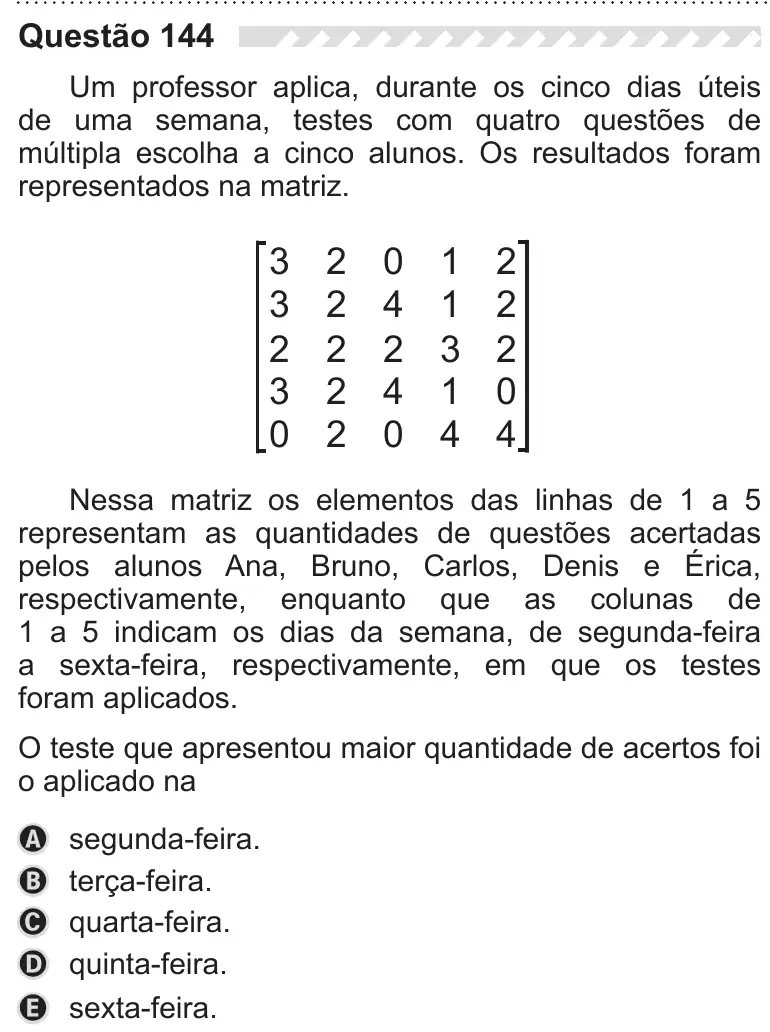 Questão 144
Um professor aplica, durante os cinco dias úteis
de uma semana, testes com quatro questões de
múltipla escolha a cinco alunos. Os resultados foram
representados na matriz.
3 2 0 1 2
3 2 4 1 2
2 2 2 3 2
3 2 4 1 0
0 2 0 4 4
Nessa matriz os elementos das linhas de 1 a 5
representam as quantidades de questões acertadas
pelos alunos Ana, Bruno, Carlos, Denis e Érica,
respectivamente, enquanto que as colunas de
1 a 5 indicam os dias da semana, de segunda-feira
a sexta-feira, respectivamente, em que os testes
foram aplicados.
O teste que apresentou maior quantidade de acertos foi
o aplicado na
A segunda-feira.
B terça-feira.
C quarta-feira.
D quinta-feira.
E sexta-feira.